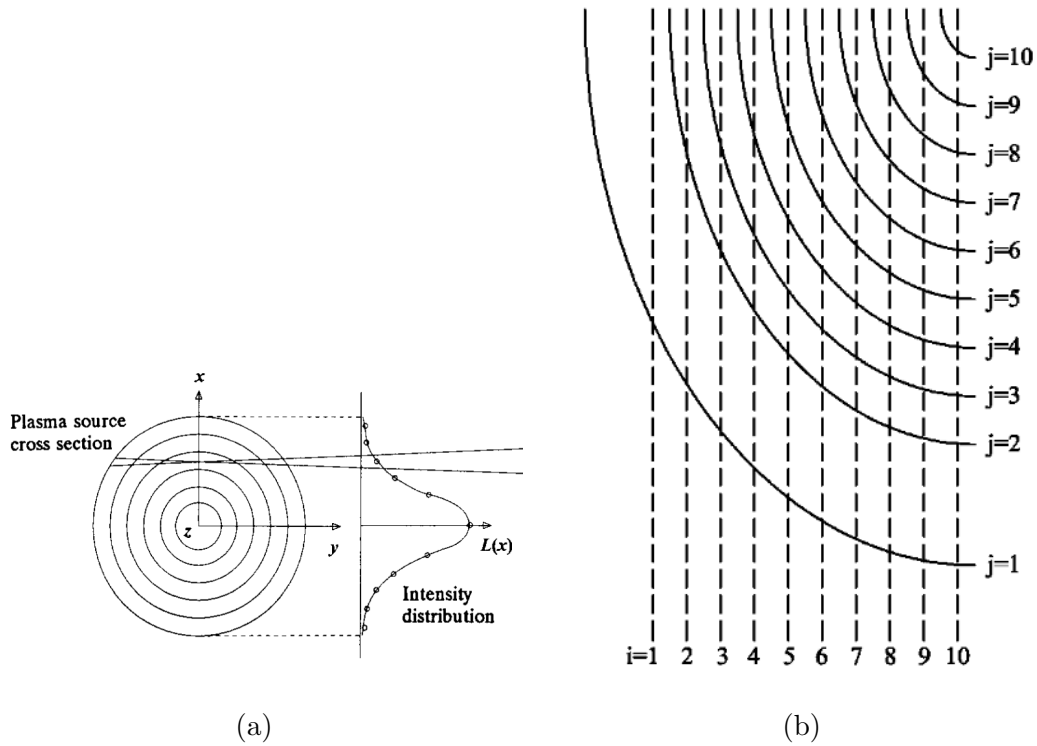 x
Plasma source
cross section
z
y
L(x)
Intensity
distribution
(a)
j=10
j=9
j=8
j=7
j=6
j=5
j=4
j=3
j=2
j=1
i=1 2 3 4 5 6 7 8 9 10
(b)